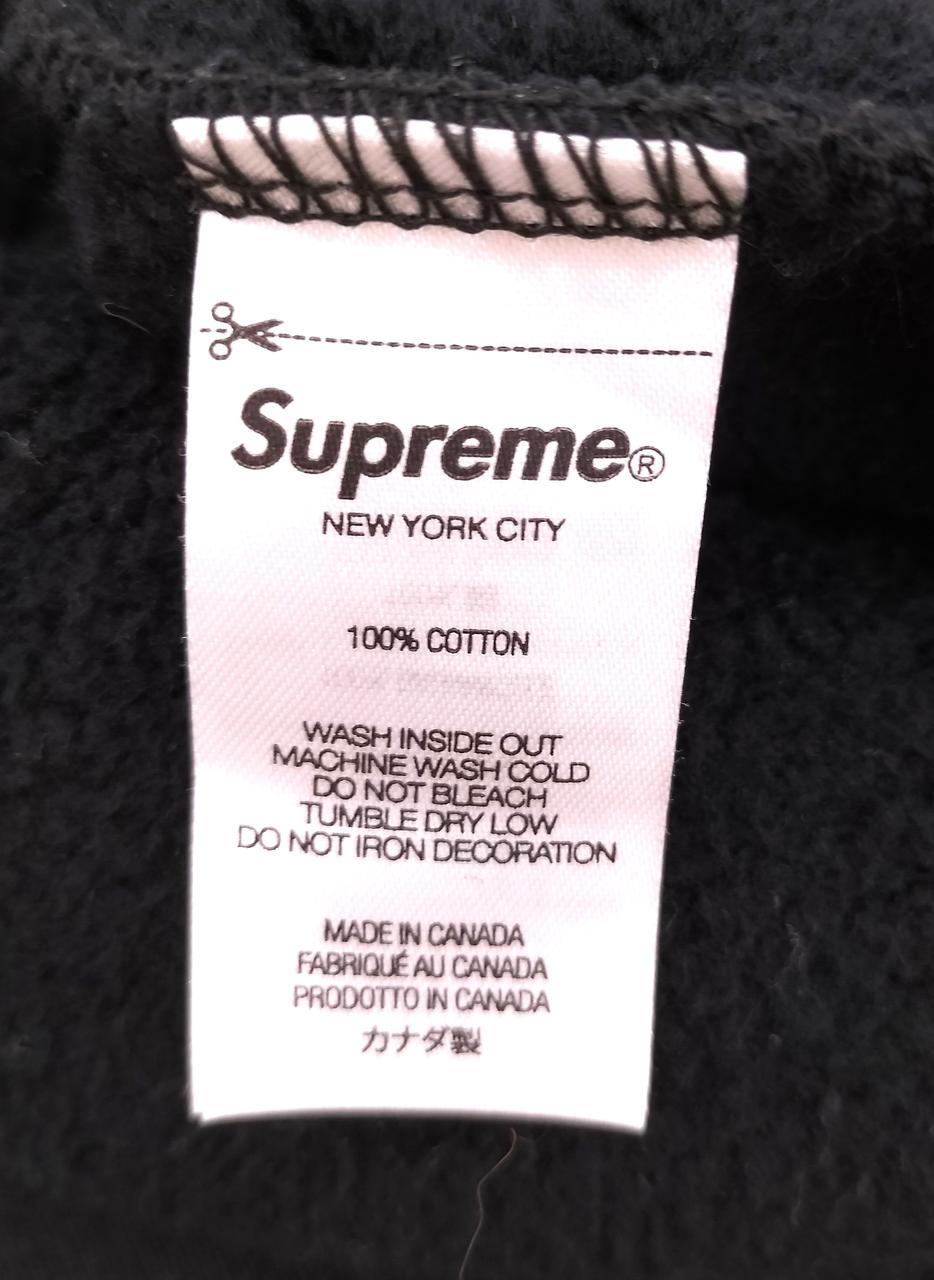 Supreme®
NEW YORK CITY
100% COTTON
WASH INSIDE OUT
MACHINE WASH COLD
DO NOT BLEACH
TUMBLE DRY LOW
DO NOT IRON DECORATION
MADE IN CANADA
FABRIQUÉ AU CANADA
PRODOTTO IN CANADA
カナダ製